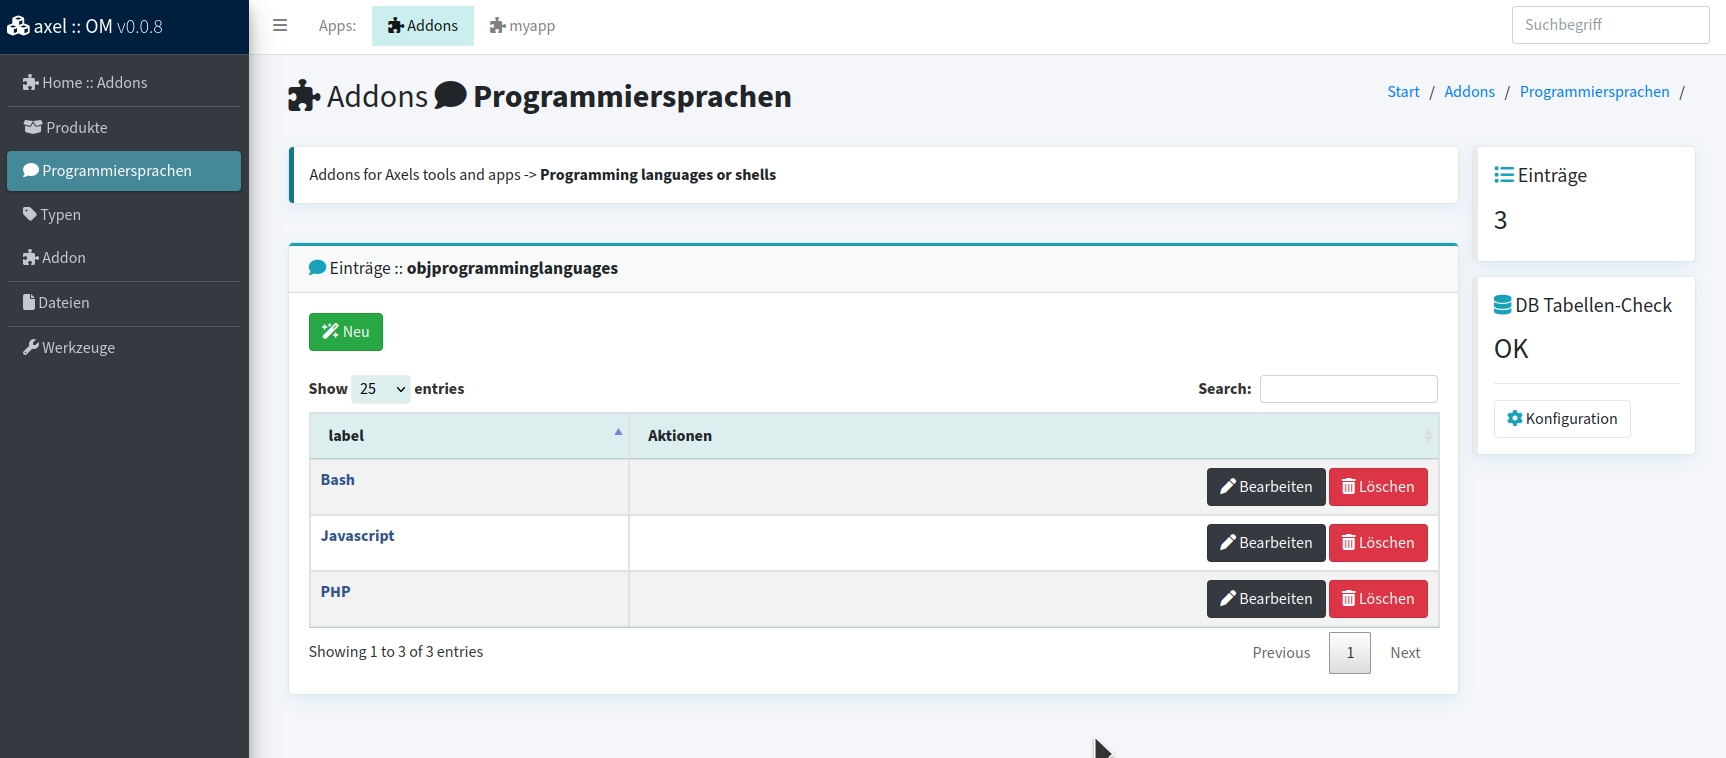 axel :: OM v0.0.8
Apps: Addons myapp
Suchbegriff
Home :: Addons
Produkte
Programmiersprachen
Typen
Addon
Dateien
Werkzeuge
Addons Programmiersprachen
Start / Addons / Programmiersprachen /
Addons for Axels tools and apps -> Programming languages or shells
Einträge :: objprogramminglanguages
Neu
Show 25 entries
Search:
label Aktionen
Bash Bearbeiten Löschen
Javascript Bearbeiten Löschen
PHP Bearbeiten Löschen
Showing 1 to 3 of 3 entries
Previous 1 Next
Einträge
3
DB Tabellen-Check
OK
Konfiguration